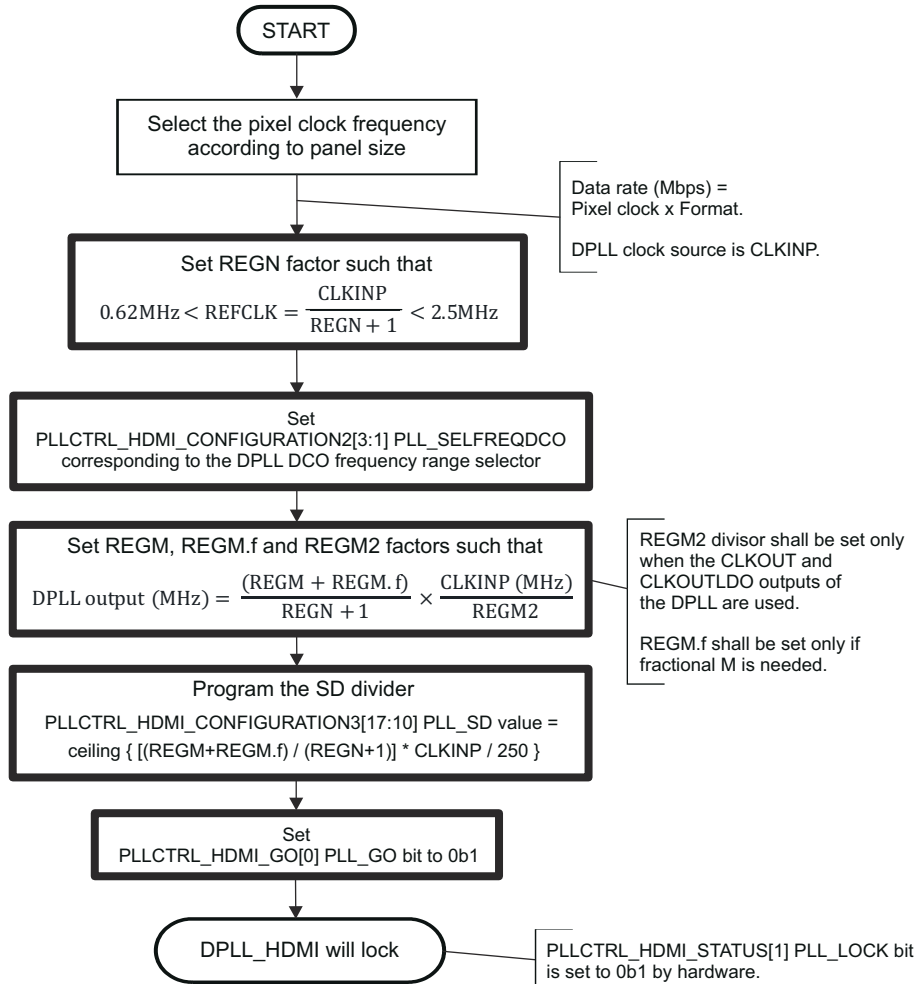 START
Select the pixel clock frequency
according to panel size
Data rate (Mbps) =
Pixel clock x Format.
DPLL clock source is CLKINP.
Set REGN factor such that
0.62MHz < REFCLK = CLKINP / REGN + 1 < 2.5MHz
Set
PLLCTRL_HDMI_CONFIGURATION2[3:1] PLL_SELFREQDCO
corresponding to the DPLL DCO frequency range selector
Set REGM, REGM.f and REGM2 factors such that
DPLL output (MHz) = (REGM + REGM. f) / REGN + 1 × CLKINP (MHz) / REGM2
REGM2 divisor shall be set only
when the CLKOUT and
CLKOUTLDO outputs of
the DPLL are used.
REGM.f shall be set only if
fractional M is needed.
Program the SD divider
PLLCTRL_HDMI_CONFIGURATION3[17:10] PLL_SD value =
ceiling { [(REGM+REGM.f) / (REGN+1)] * CLKINP / 250 }
Set
PLLCTRL_HDMI_GO[0] PLL_GO bit to 0b1
DPLL_HDMI will lock
PLLCTRL_HDMI_STATUS[1] PLL_LOCK bit
is set to 0b1 by hardware.